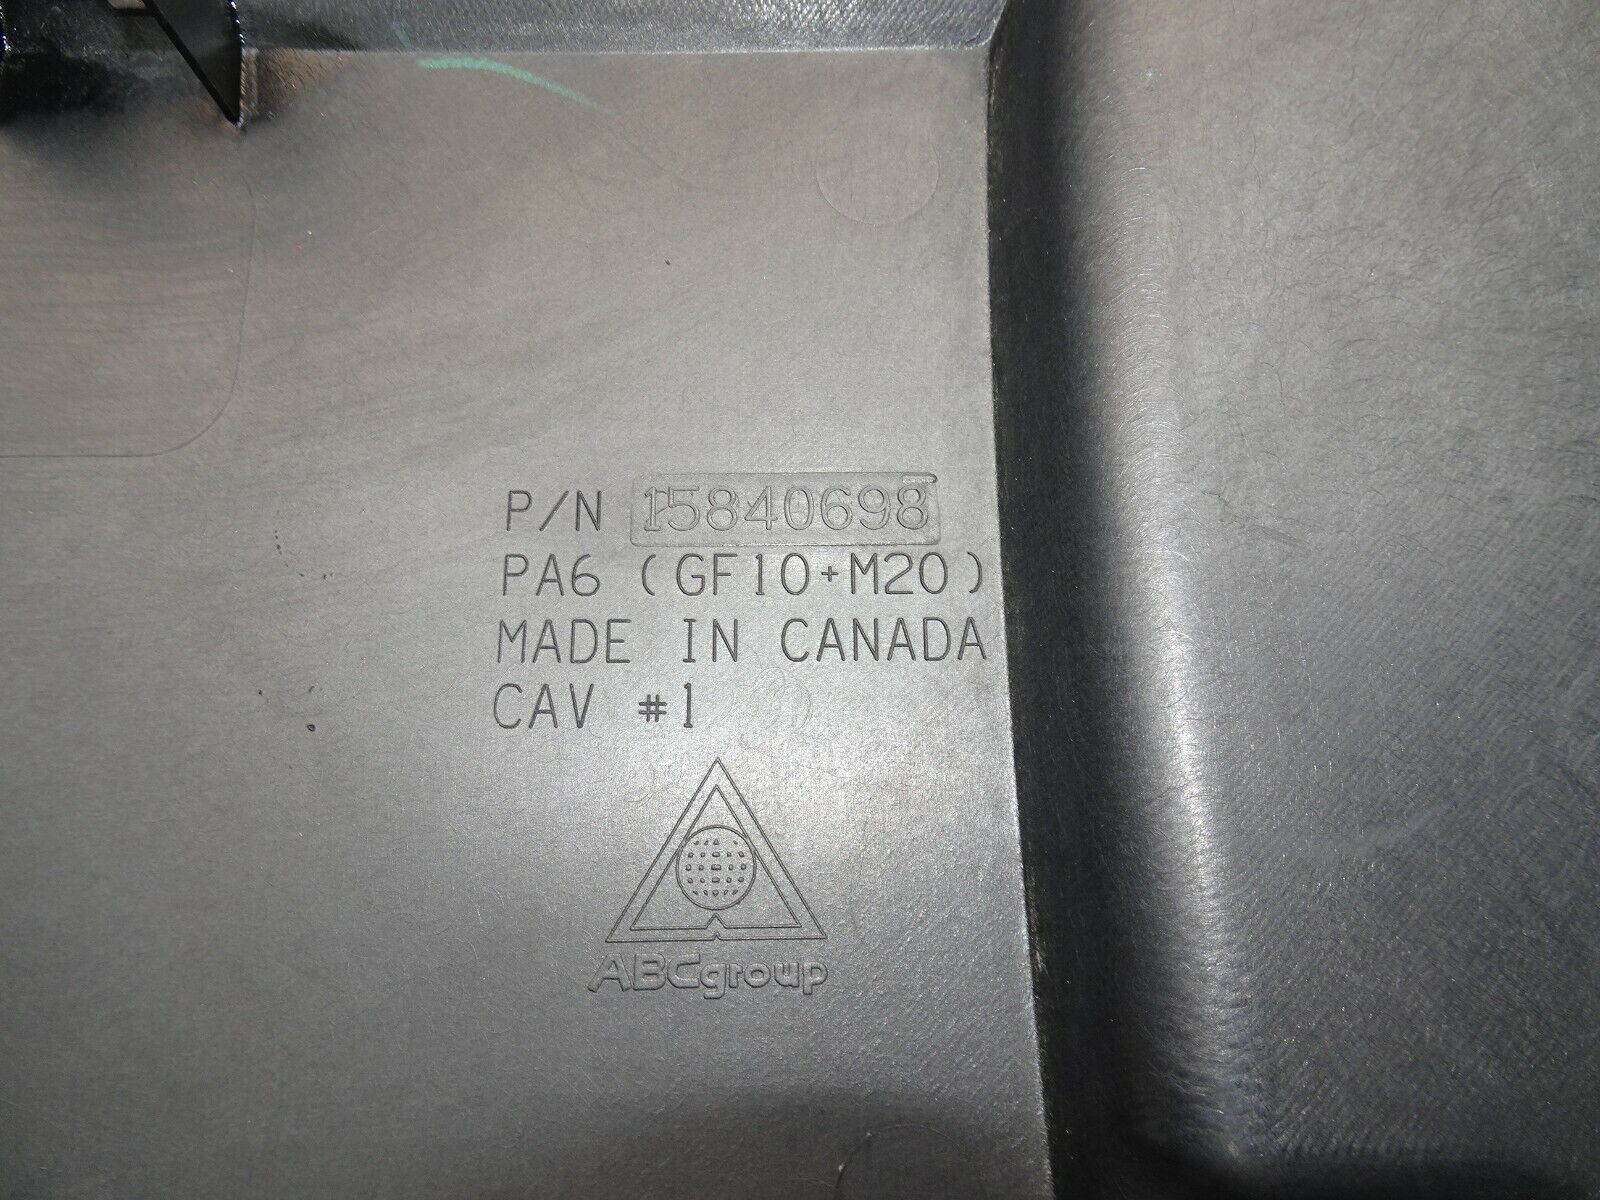 P/N 15840698
PA6 (GF10+M20)
MADE IN CANADA
CAV #1
ABCgroup